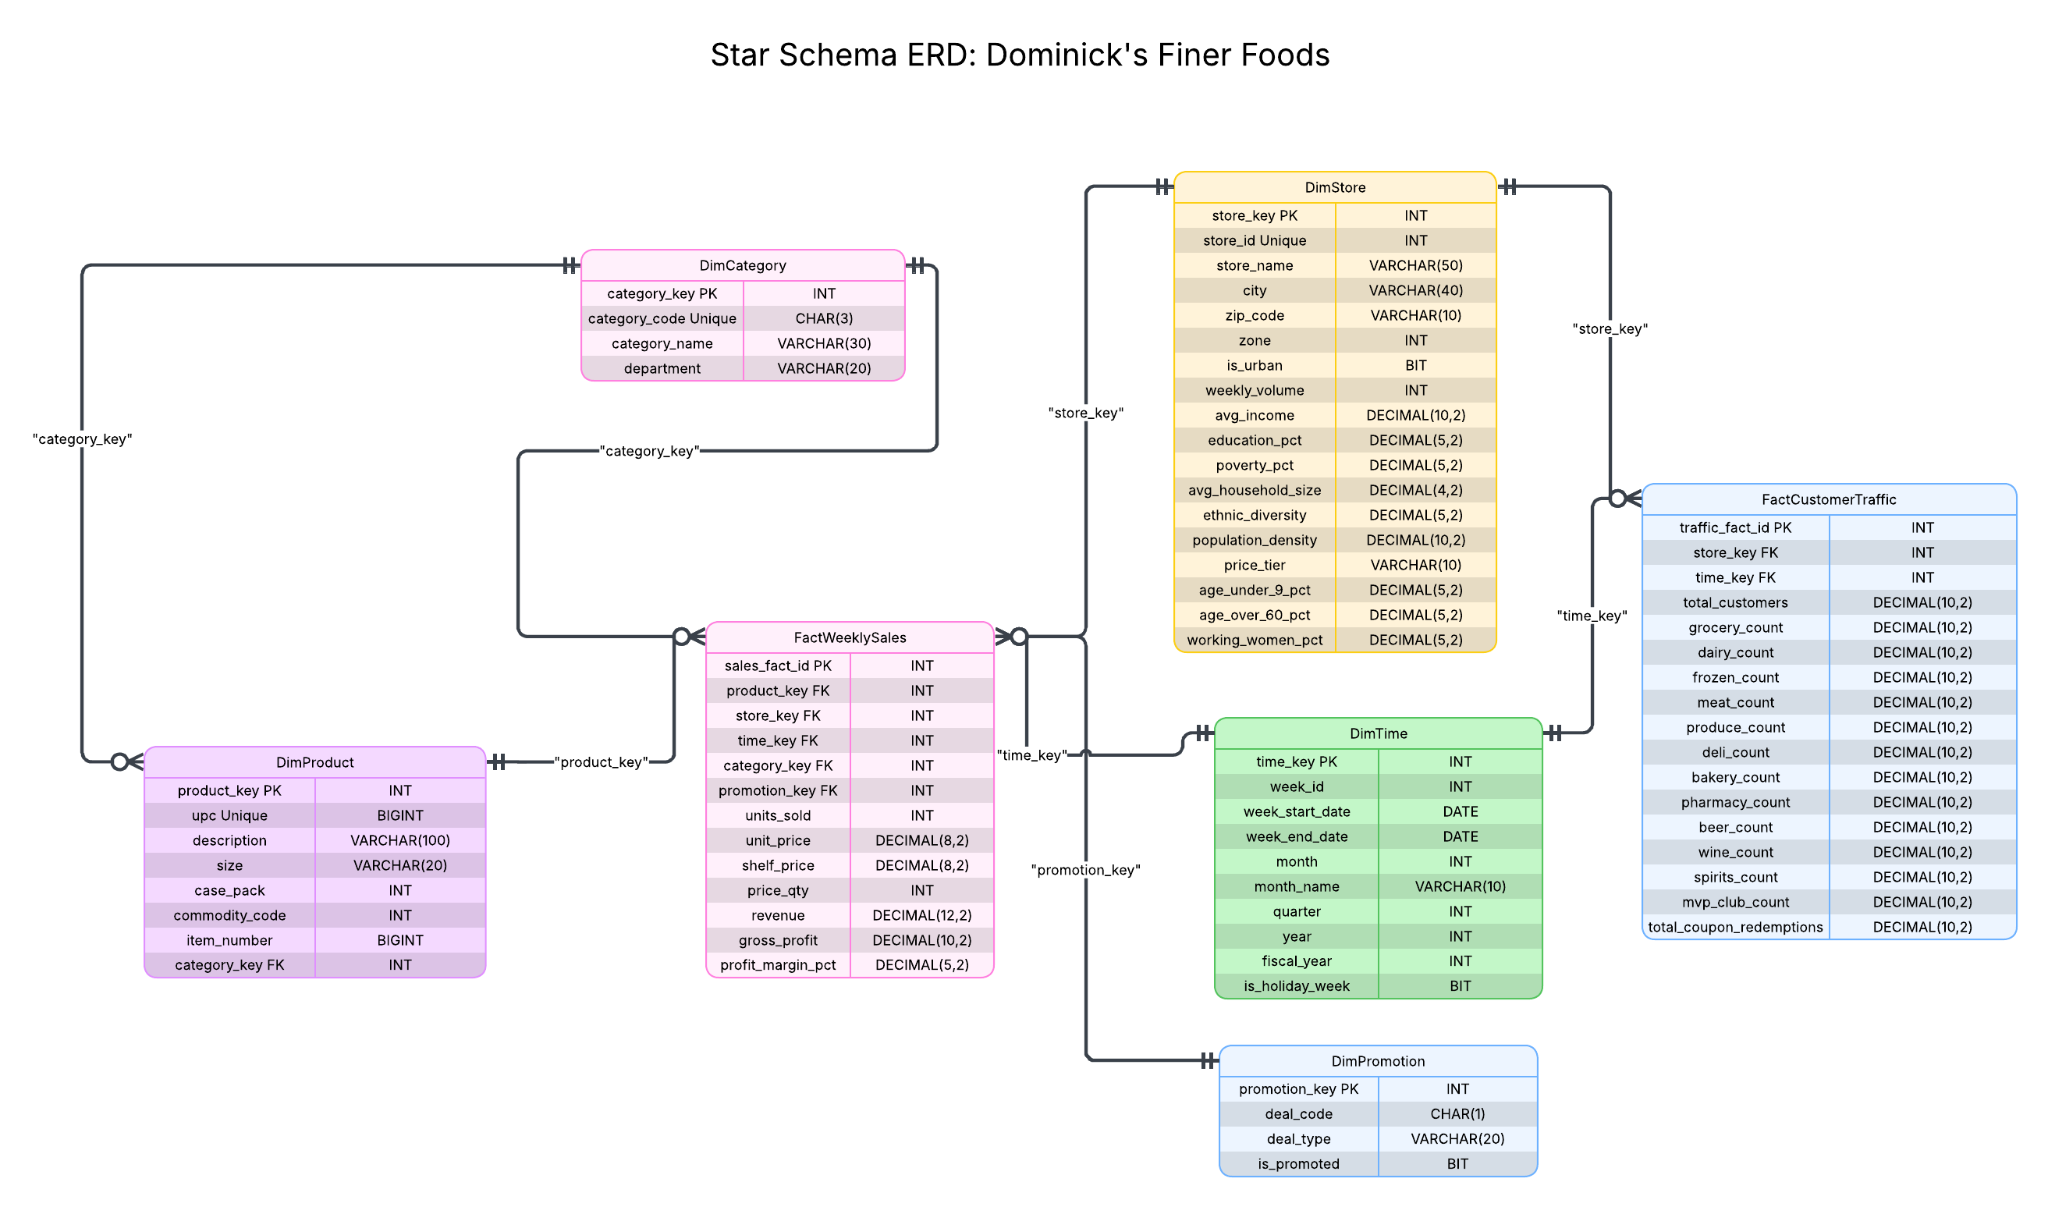 Star Schema ERD: Dominick's Finer Foods
DimCategory
category_key PK INT
category_code Unique CHAR(3)
category_name VARCHAR(30)
department VARCHAR(20)
"category_key"
"category_key"
DimStore
store_key PK INT
store_id Unique INT
store_name VARCHAR(50)
city VARCHAR(40)
zip_code VARCHAR(10)
zone INT
is_urban BIT
weekly_volume INT
avg_income DECIMAL(10,2)
education_pct DECIMAL(5,2)
poverty_pct DECIMAL(5,2)
avg_household_size DECIMAL(4,2)
ethnic_diversity DECIMAL(5,2)
population_density DECIMAL(10,2)
price_tier VARCHAR(10)
age_under_9_pct DECIMAL(5,2)
age_over_60_pct DECIMAL(5,2)
working_women_pct DECIMAL(5,2)
"store_key"
"store_key"
FactCustomerTraffic
traffic_fact_id PK INT
store_key FK INT
time_key FK INT
total_customers DECIMAL(10,2)
grocery_count DECIMAL(10,2)
dairy_count DECIMAL(10,2)
frozen_count DECIMAL(10,2)
meat_count DECIMAL(10,2)
produce_count DECIMAL(10,2)
deli_count DECIMAL(10,2)
bakery_count DECIMAL(10,2)
pharmacy_count DECIMAL(10,2)
beer_count DECIMAL(10,2)
wine_count DECIMAL(10,2)
spirits_count DECIMAL(10,2)
mvp_club_count DECIMAL(10,2)
total_coupon_redemptions DECIMAL(10,2)
"time_key"
FactWeeklySales
sales_fact_id PK INT
product_key FK INT
store_key FK INT
time_key FK INT
category_key FK INT
promotion_key FK INT
units_sold INT
unit_price DECIMAL(8,2)
shelf_price DECIMAL(8,2)
price_qty INT
revenue DECIMAL(12,2)
gross_profit DECIMAL(10,2)
profit_margin_pct DECIMAL(5,2)
DimProduct
product_key PK INT
upc Unique BIGINT
description VARCHAR(100)
size VARCHAR(20)
case_pack INT
commodity_code INT
item_number BIGINT
category_key FK INT
"product_key"
"time_key"
DimTime
time_key PK INT
week_id INT
week_start_date DATE
week_end_date DATE
month INT
month_name VARCHAR(10)
quarter INT
year INT
fiscal_year INT
is_holiday_week BIT
"promotion_key"
DimPromotion
promotion_key PK INT
deal_code CHAR(1)
deal_type VARCHAR(20)
is_promoted BIT